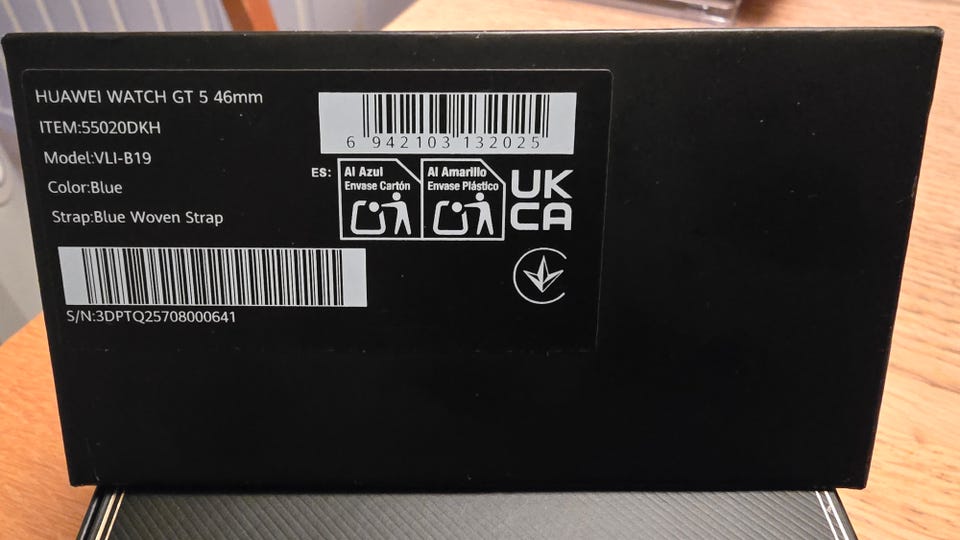 HUAWEI WATCH GT 5 46mm
ITEM:55020DKH
Model:VLI-B19
Color:Blue
Strap:Blue Woven Strap
S/N:3DPTQ25708000641
6 942103 132025
ES:
Al Azul
Envase Cartón
Al Amarillo
Envase Plástico
UK
CA